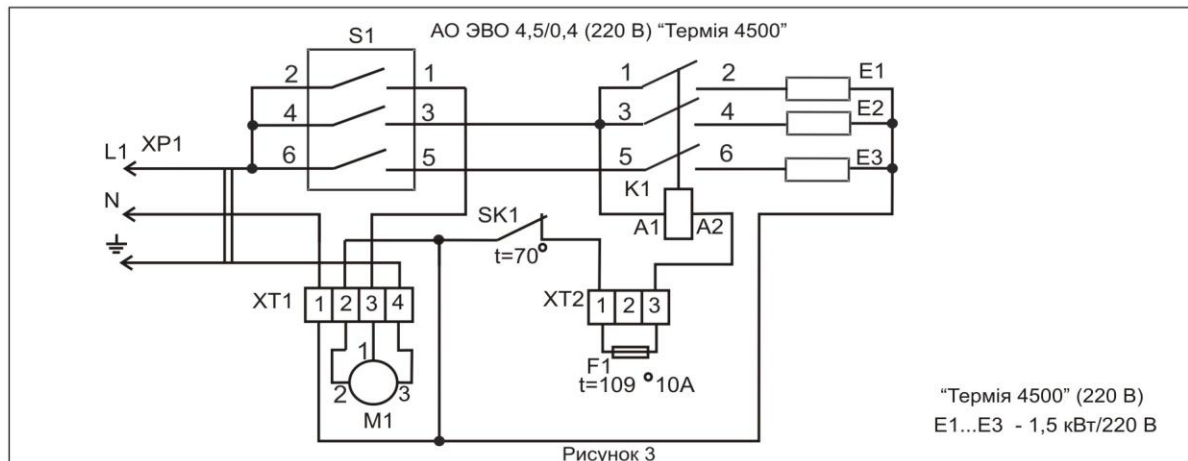 АО ЭВО 4,5/0,4 (220 В) “Термія 4500”
S1
2 1
4 3
6 5
1 2 E1
3 4 E2
5 6 E3
K1
L1 XP1
N
A1 A2
SK1
t=70°
XT1 1 2 3 4
XT2 1 2 3
1
2 3
M1
F1
t=109 ° 10A
“Термія 4500” (220 В)
E1...E3 - 1,5 кВт/220 В
Рисунок 3